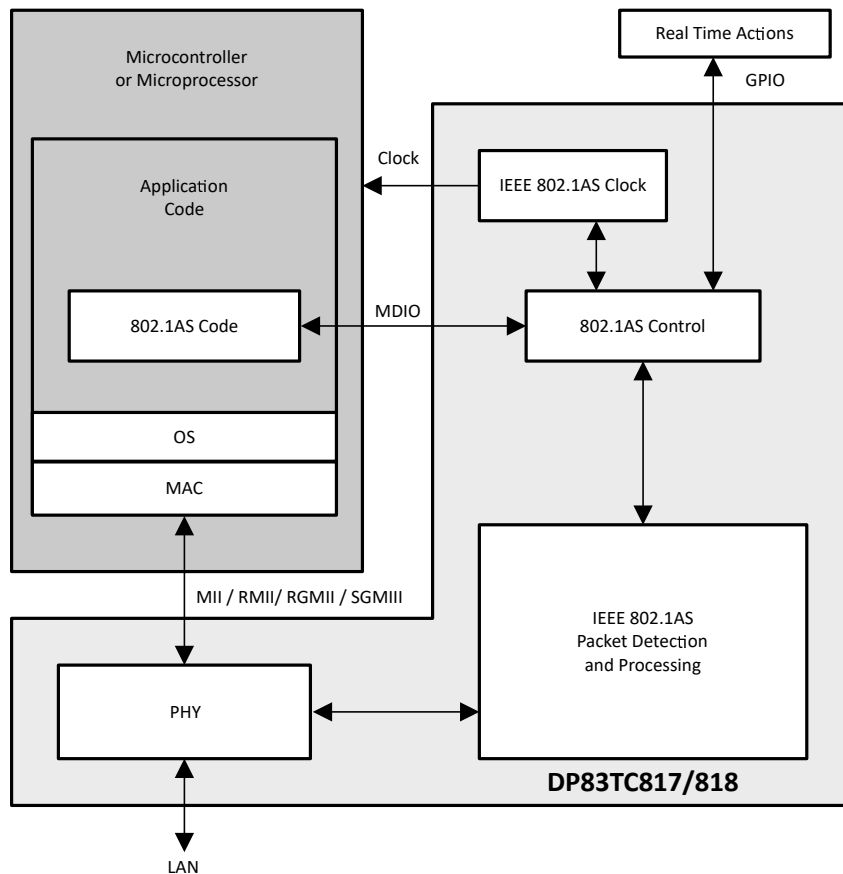 Microcontroller
or Microprocessor
Real Time Actions
GPIO
Application
Code
Clock
IEEE 802.1AS Clock
802.1AS Code
MDIO
802.1AS Control
OS
MAC
MII / RMII/ RGMII / SGMIII
IEEE 802.1AS
Packet Detection
and Processing
PHY
DP83TC817/818
LAN